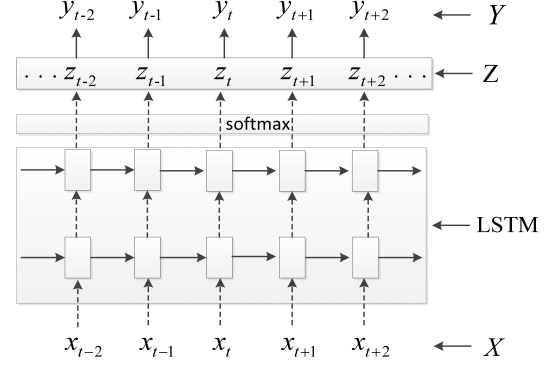 y_{t-2} y_{t-1} y_t y_{t+1} y_{t+2} Y
. . . z_{t-2} z_{t-1} z_t z_{t+1} z_{t+2} . . . Z
softmax
LSTM
x_{t-2} x_{t-1} x_t x_{t+1} x_{t+2} X